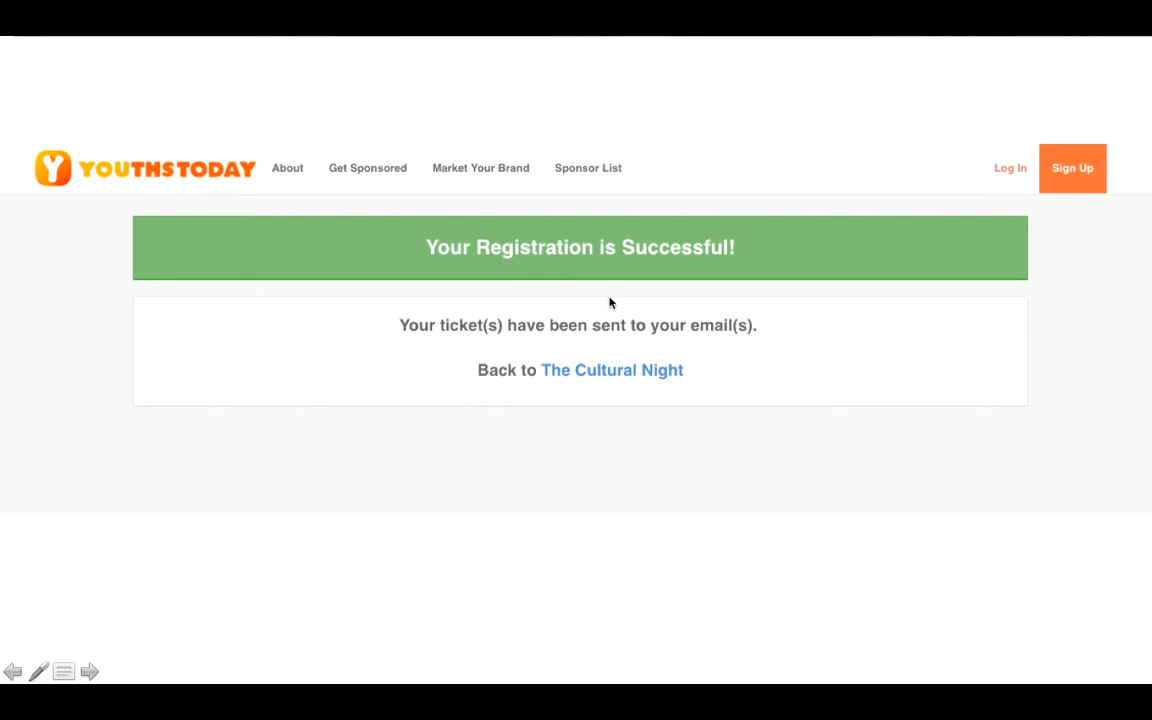 Y YOUTHSTODAY About Get Sponsored Market Your Brand Sponsor List Log In Sign Up
Your Registration is Successful!
Your ticket(s) have been sent to your email(s).
Back to The Cultural Night